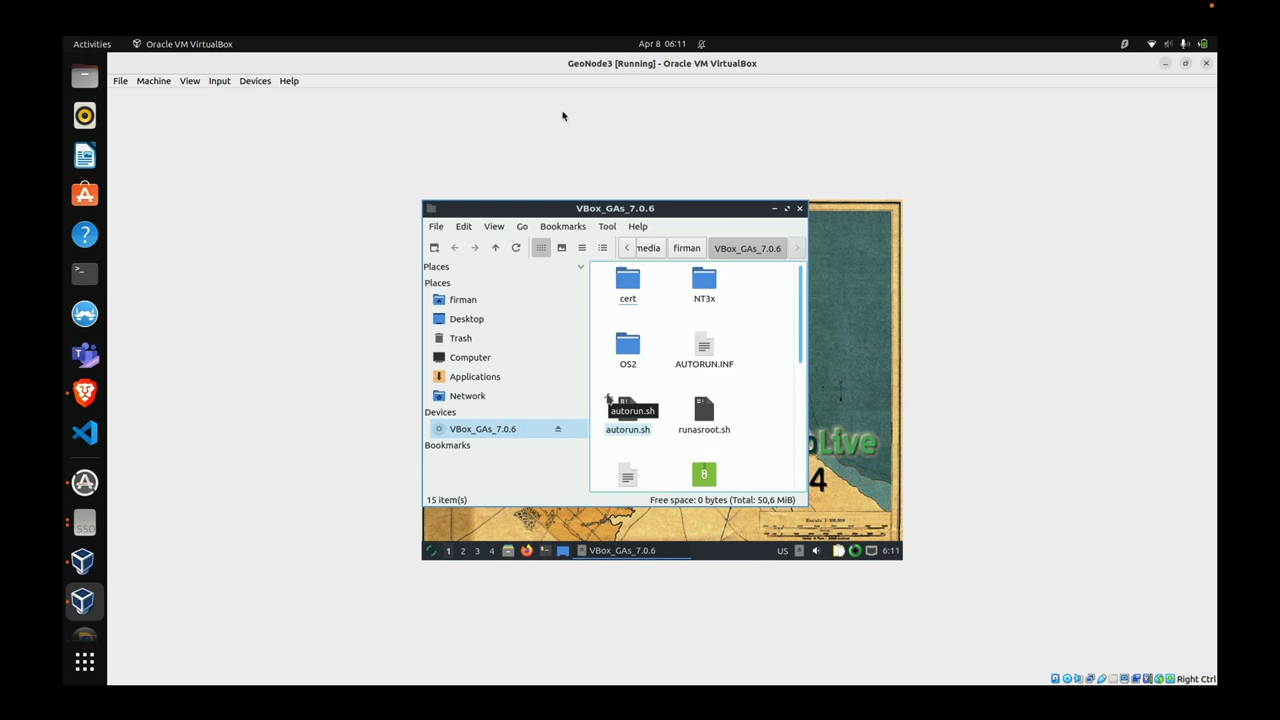 Activities Oracle VM VirtualBox Apr 8 06:11
GeoNode3 [Running] - Oracle VM VirtualBox
File Machine View Input Devices Help
VBox_GAs_7.0.6
File Edit View Go Bookmarks Tool Help
media firman VBox_GAs_7.0.6
Places
Places
firman
Desktop
Trash
Computer
Applications
Network
Devices
VBox_GAs_7.0.6
Bookmarks
cert NT3x
OS2 AUTORUN.INF
autorun.sh
autorun.sh runasroot.sh
15 item(s) Free space: 0 bytes (Total: 50,6 MiB)
Live
4
SSD
1 2 3 4 VBox_GAs_7.0.6 US 6:11
Right Ctrl